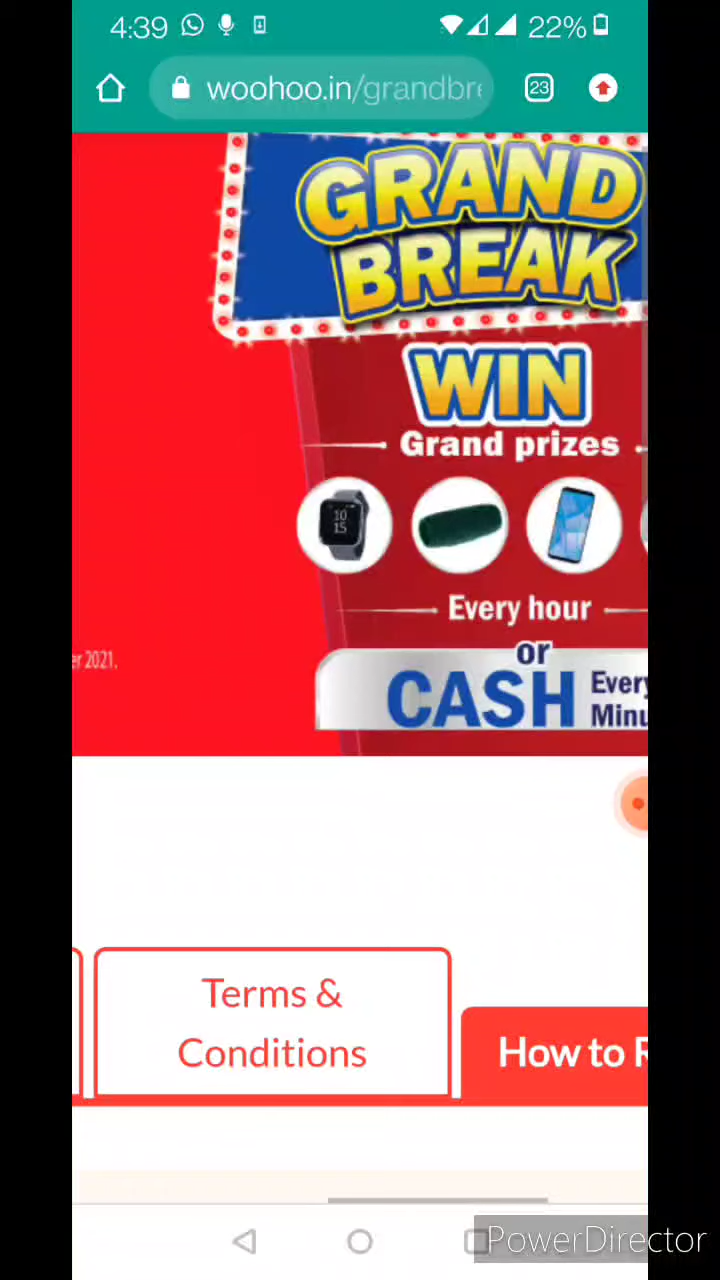 4:39 22%
woohoo.in/grandbre 23
GRAND
BREAK
WIN
Grand prizes
10
15
Every hour
or
CASH Every
Minu
er 2021.
Terms &
Conditions
How to R
PowerDirector